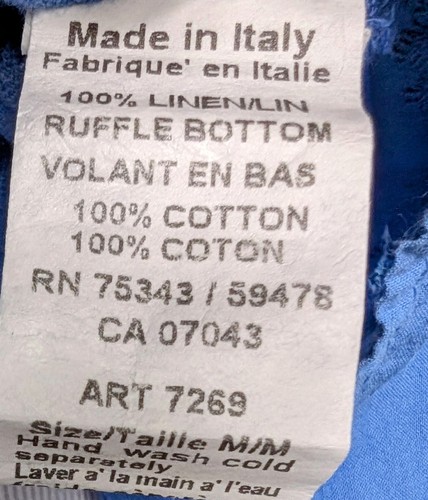 Made in Italy
Fabrique' en Italie
100% LINEN/LIN
RUFFLE BOTTOM
VOLANT EN BAS
100% COTTON
100% COTON
RN 75343 / 59478
CA 07043
ART 7269
Size/Taille M/M
Hand wash cold
separately
Laver a' la main a' l'eau